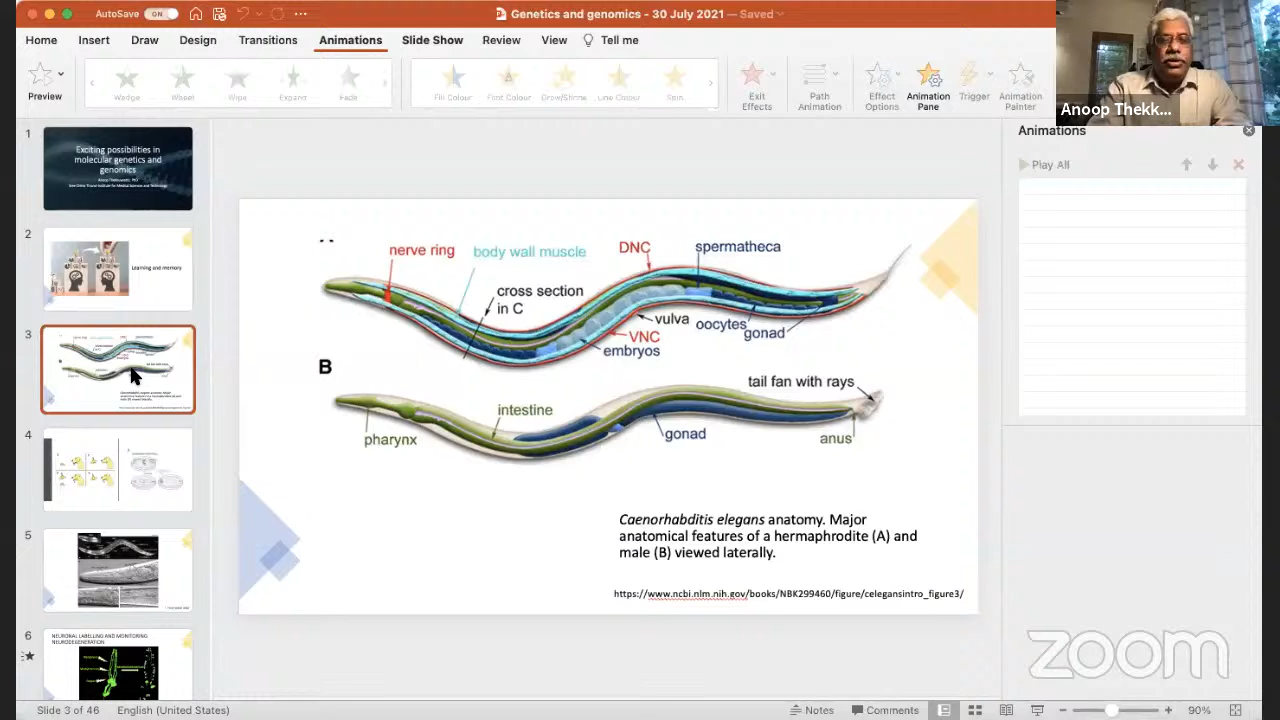 AutoSave ON
Genetics and genomics - 30 July 2021 — Saved
Home Insert Draw Design Transitions Animations Slide Show Review View Tell me
Preview
Wedge Wheel Wipe Expand Fade
Fill Colour Font Colour Grow/Shrink Line Colour Spin
Exit Effects
Path Animation
Effect Options
Animation Pane
Trigger
Animation Painter
Anoop Thekk...
Animations
Play All
1
Exciting possibilities in
molecular genetics and
genomics
2
Learning and memory
3
4
5
6
NEURONAL LABELLING AND MONITORING
NEURODEGENERATION
nerve ring
body wall muscle
DNC
spermatheca
cross section
in C
vulva
VNC
oocytes
gonad
embryos
B
tail fan with rays
intestine
pharynx
gonad
anus
Caenorhabditis elegans anatomy. Major
anatomical features of a hermaphrodite (A) and
male (B) viewed laterally.
https://www.ncbi.nlm.nih.gov/books/NBK299460/figure/celegansintro_figure3/
zoom
Slide 3 of 46 English (United States)
Notes Comments 90%